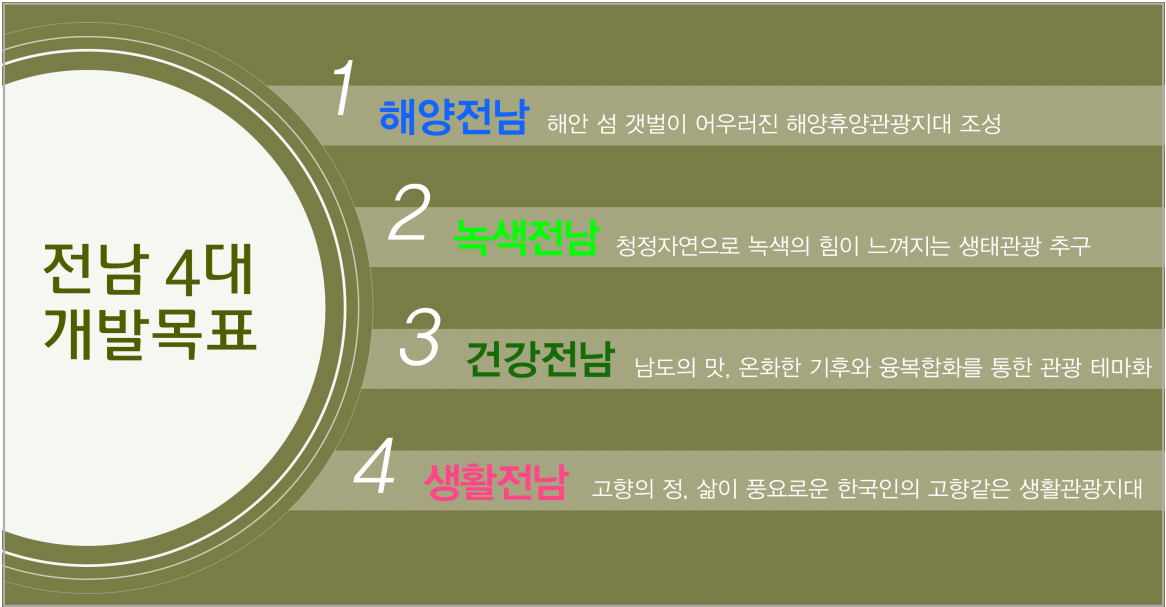 전남 4대
개발목표
1
해양전남 해안 섬 갯벌이 어우러진 해양휴양관광지대 조성
2
녹색전남 청정자연으로 녹색의 힘이 느껴지는 생태관광 추구
3
건강전남 남도의 맛, 온화한 기후와 융복합화를 통한 관광 테마화
4
생활전남 고향의 정, 삶이 풍요로운 한국인의 고향같은 생활관광지대